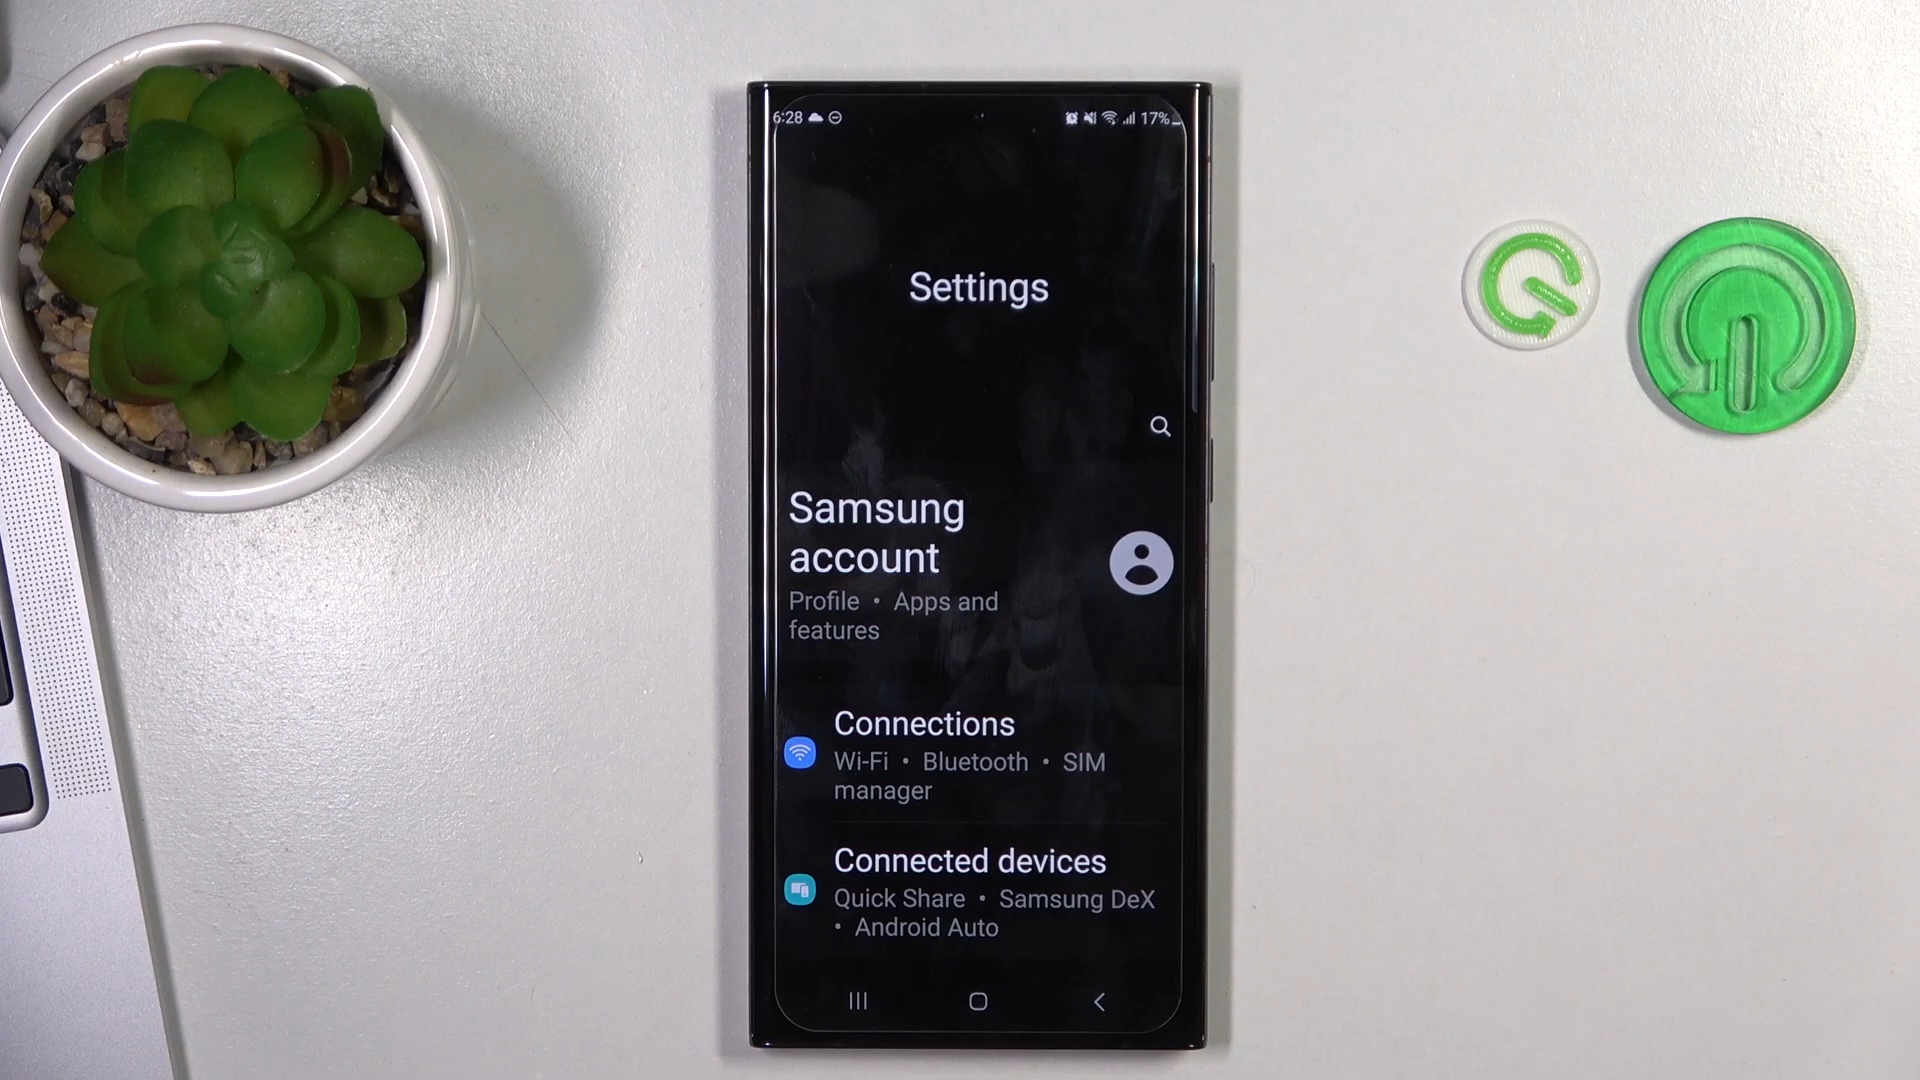 6:28 17%
Settings
Samsung
account
Profile • Apps and
features
Connections
Wi-Fi • Bluetooth • SIM
manager
Connected devices
Quick Share • Samsung DeX
• Android Auto